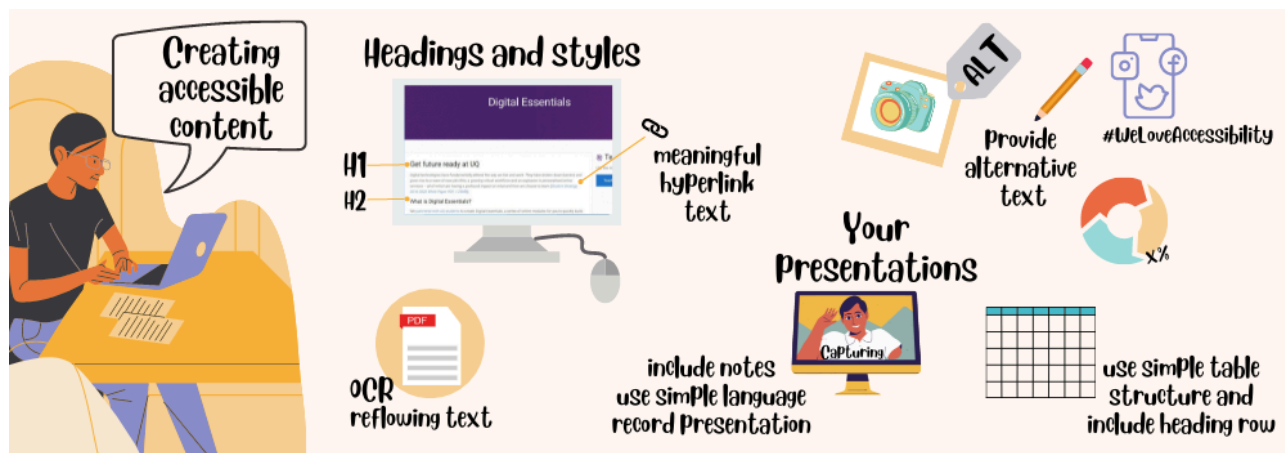 Creating
accessible
content
Headings and styles
Digital Essentials
H1
Get future ready at UQ
H2
What is Digital Essentials?
meaningful
hyperlink
text
ALT
Provide
alternative
text
#WeLoveAccessibility
x%
Your
Presentations
Capturing
include notes
use simple language
record Presentation
PDF
OCR
reflowing text
use simple table
structure and
include heading row